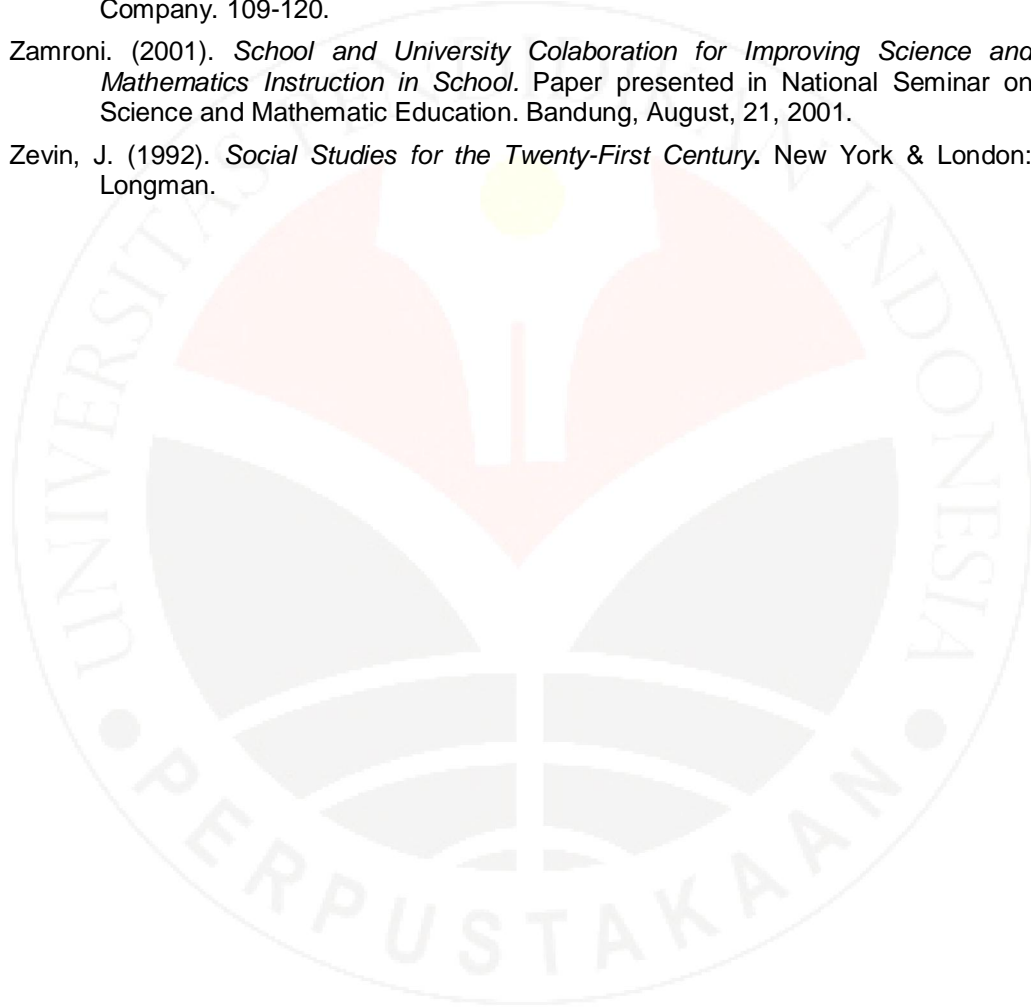 Company. 109-120.
Zamroni. (2001). School and University Colaboration for Improving Science and
Mathematics Instruction in School. Paper presented in National Seminar on
Science and Mathematic Education. Bandung, August, 21, 2001.
Zevin, J. (1992). Social Studies for the Twenty-First Century. New York & London:
Longman.
UNIVERSITAS PENDIDIKAN INDONESIA
PERPUSTAKAAN